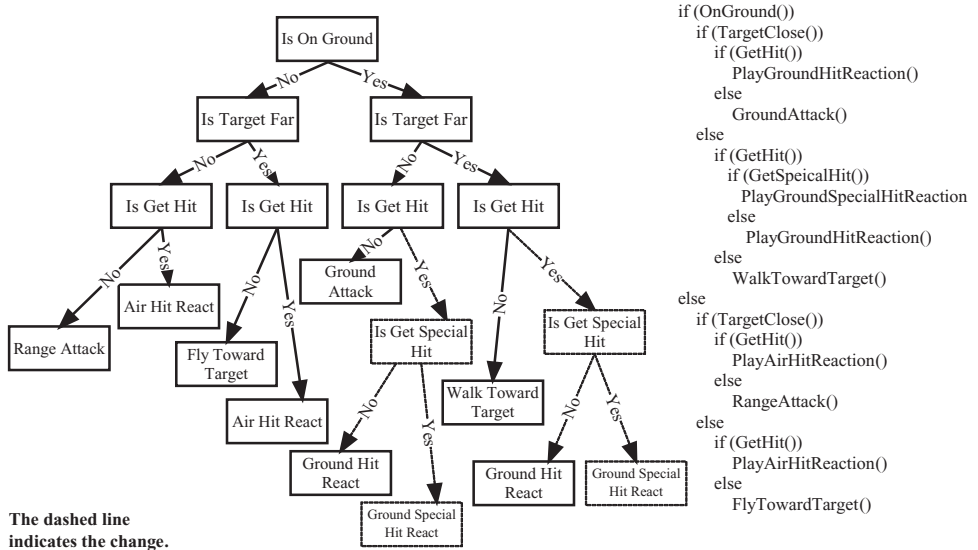 Is On Ground
No
Yes
Is Target Far
Is Target Far
No
Yes
No
Yes
Is Get Hit
Is Get Hit
Is Get Hit
Is Get Hit
No
Yes
No
Yes
No
Yes
No
Yes
Range Attack
Air Hit React
Fly Toward
Target
Air Hit React
Ground
Attack
Is Get Special
Hit
Walk Toward
Target
Is Get Special
Hit
No
Yes
No
Yes
Ground Hit
React
Ground Special
Hit React
Ground Hit
React
Ground Special
Hit React
The dashed line
indicates the change.
if (OnGround())
if (TargetClose())
if (GetHit())
PlayGroundHitReaction()
else
GroundAttack()
else
if (GetHit())
if (GetSpeicalHit())
PlayGroundSpecialHitReaction
else
PlayGroundHitReaction()
else
WalkTowardTarget()
else
if (TargetClose())
if (GetHit())
PlayAirHitReaction()
else
RangeAttack()
else
if (GetHit())
PlayAirHitReaction()
else
FlyTowardTarget()